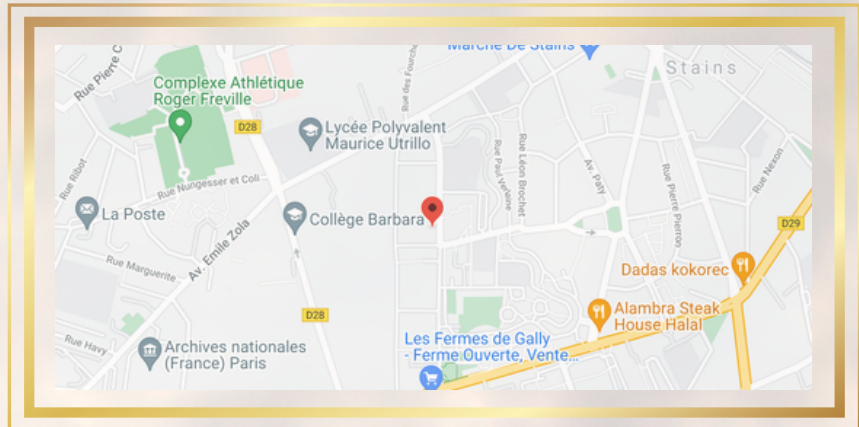 Marché De Stains
Stains
Rue Pierre C
Complexe Athlétique
Roger Freville
Rue des Fourche
D28
Lycée Polyvalent
Maurice Utrillo
Rue Ribot
Rue Nungesser et Coli
Rue Paul Verlaine
Rue Léon Brochet
Av. Paty
Rue Pierre Pierron
Rue Nexon
La Poste
Collège Barbara
D29
Av. Emile Zola
Rue Marguerite
Dadas kokorec
D28
Alambra Steak
House Halal
Rue Havy
Archives nationales
(France) Paris
Les Fermes de Gally
- Ferme Ouverte, Vente...